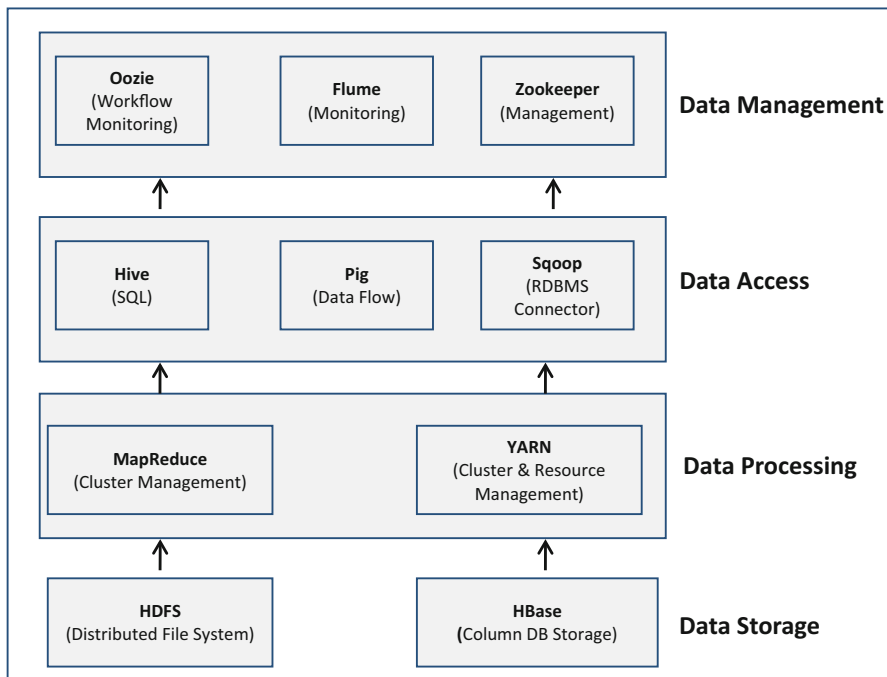 Oozie
(Workflow
Monitoring)
Flume
(Monitoring)
Zookeeper
(Management)
Data Management
Hive
(SQL)
Pig
(Data Flow)
Sqoop
(RDBMS
Connector)
Data Access
MapReduce
(Cluster Management)
YARN
(Cluster & Resource
Management)
Data Processing
HDFS
(Distributed File System)
HBase
(Column DB Storage)
Data Storage